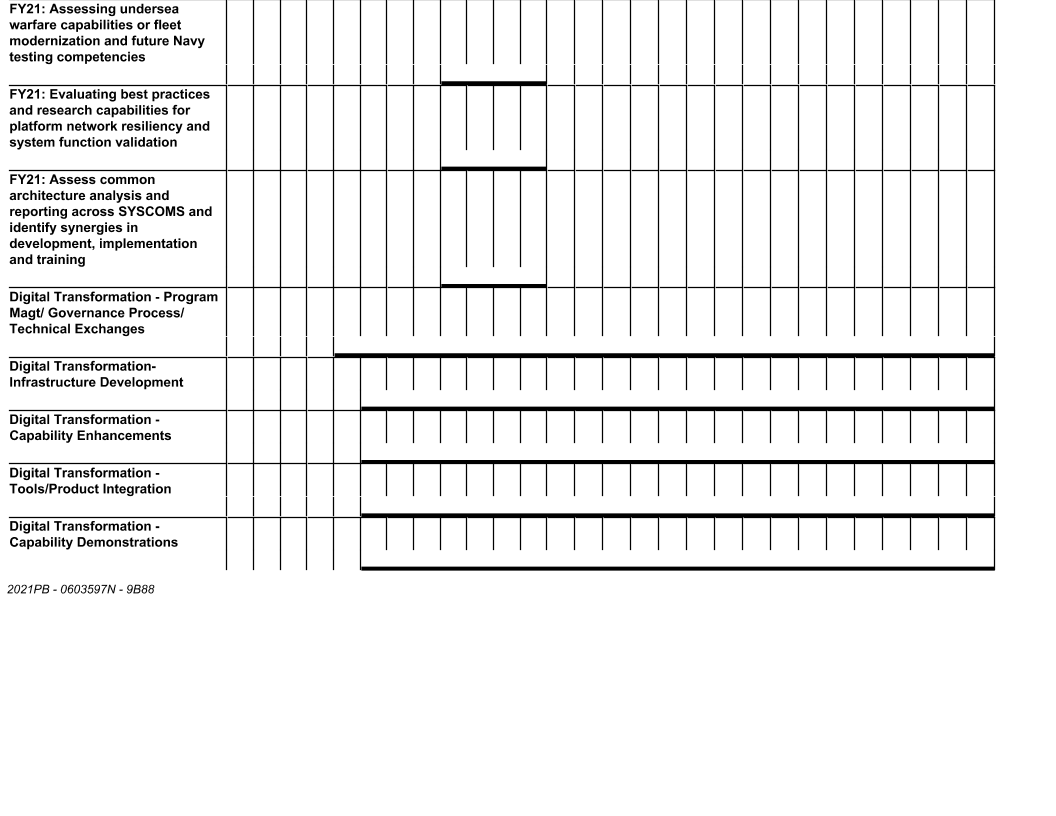 FY21: Assessing undersea
warfare capabilities or fleet
modernization and future Navy
testing competencies
FY21: Evaluating best practices
and research capabilities for
platform network resiliency and
system function validation
FY21: Assess common
architecture analysis and
reporting across SYSCOMS and
identify synergies in
development, implementation
and training
Digital Transformation - Program
Magt/ Governance Process/
Technical Exchanges
Digital Transformation-
Infrastructure Development
Digital Transformation -
Capability Enhancements
Digital Transformation -
Tools/Product Integration
Digital Transformation -
Capability Demonstrations
2021PB - 0603597N - 9B88